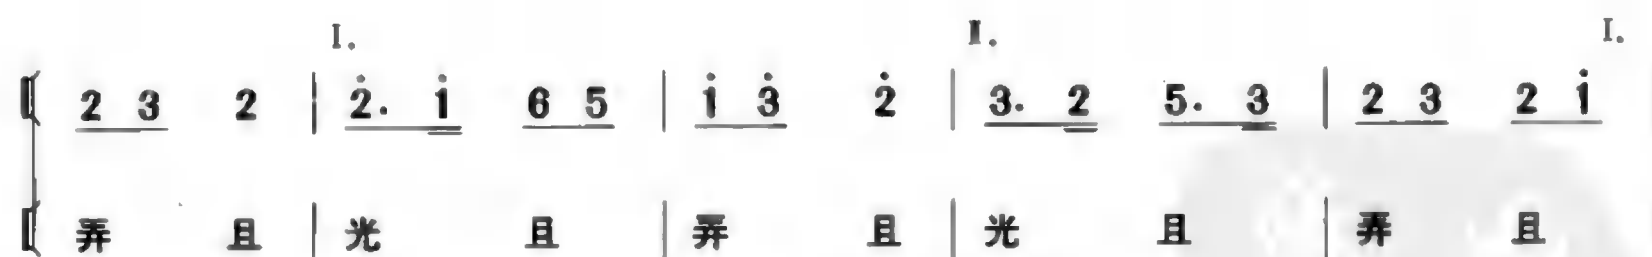 Ⅰ. Ⅱ. Ⅰ.
2 3 2 | 2̇. 1̇ 6 5 | 1̇ 3̇ 2̇ | 3. 2 5. 3 | 2 3 2 1̇
弄 且 | 光 且 | 弄 且 | 光 且 | 弄 且